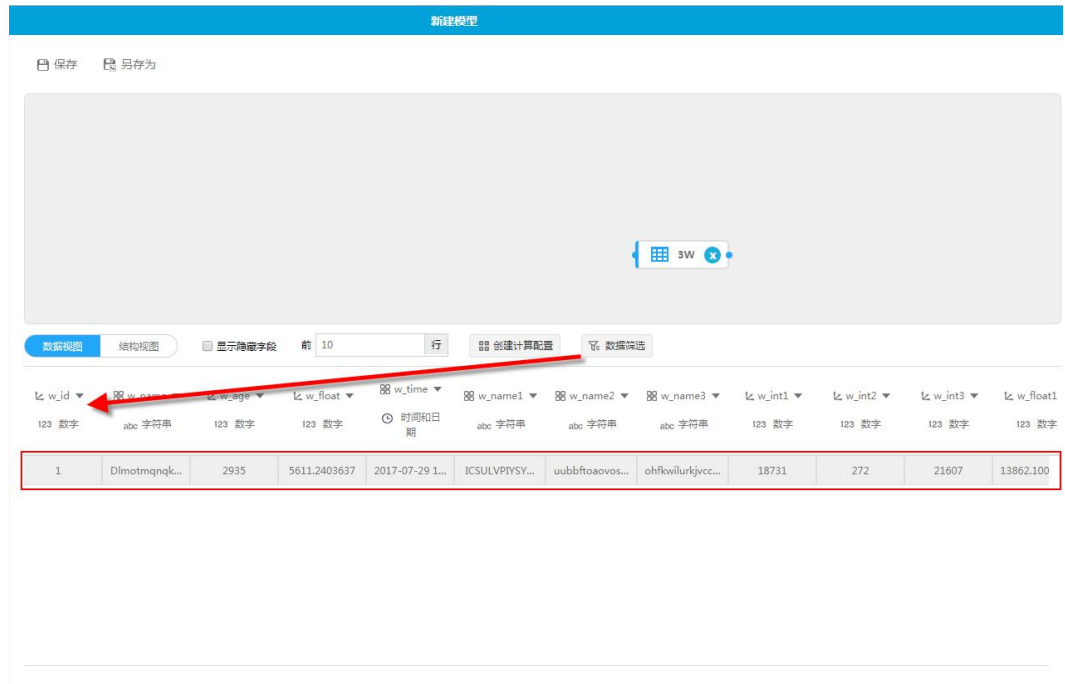 新建模型
保存 另存为
3W x
数据视图 结构视图 显示隐藏字段 前 10 行 创建计算配置 数据筛选
w_id w_name w_age w_float w_time w_name1 w_name2 w_name3 w_int1 w_int2 w_int3 w_float1
123 数字 abc 字符串 123 数字 123 数字 时间和日期 abc 字符串 abc 字符串 abc 字符串 123 数字 123 数字 123 数字 123 数字
1 Dlmotmqnqk... 2935 5611.2403637 2017-07-29 1... ICSULVPIYSY... uubbftoaovos... ohfkwilurkjvcc... 18731 272 21607 13862.100